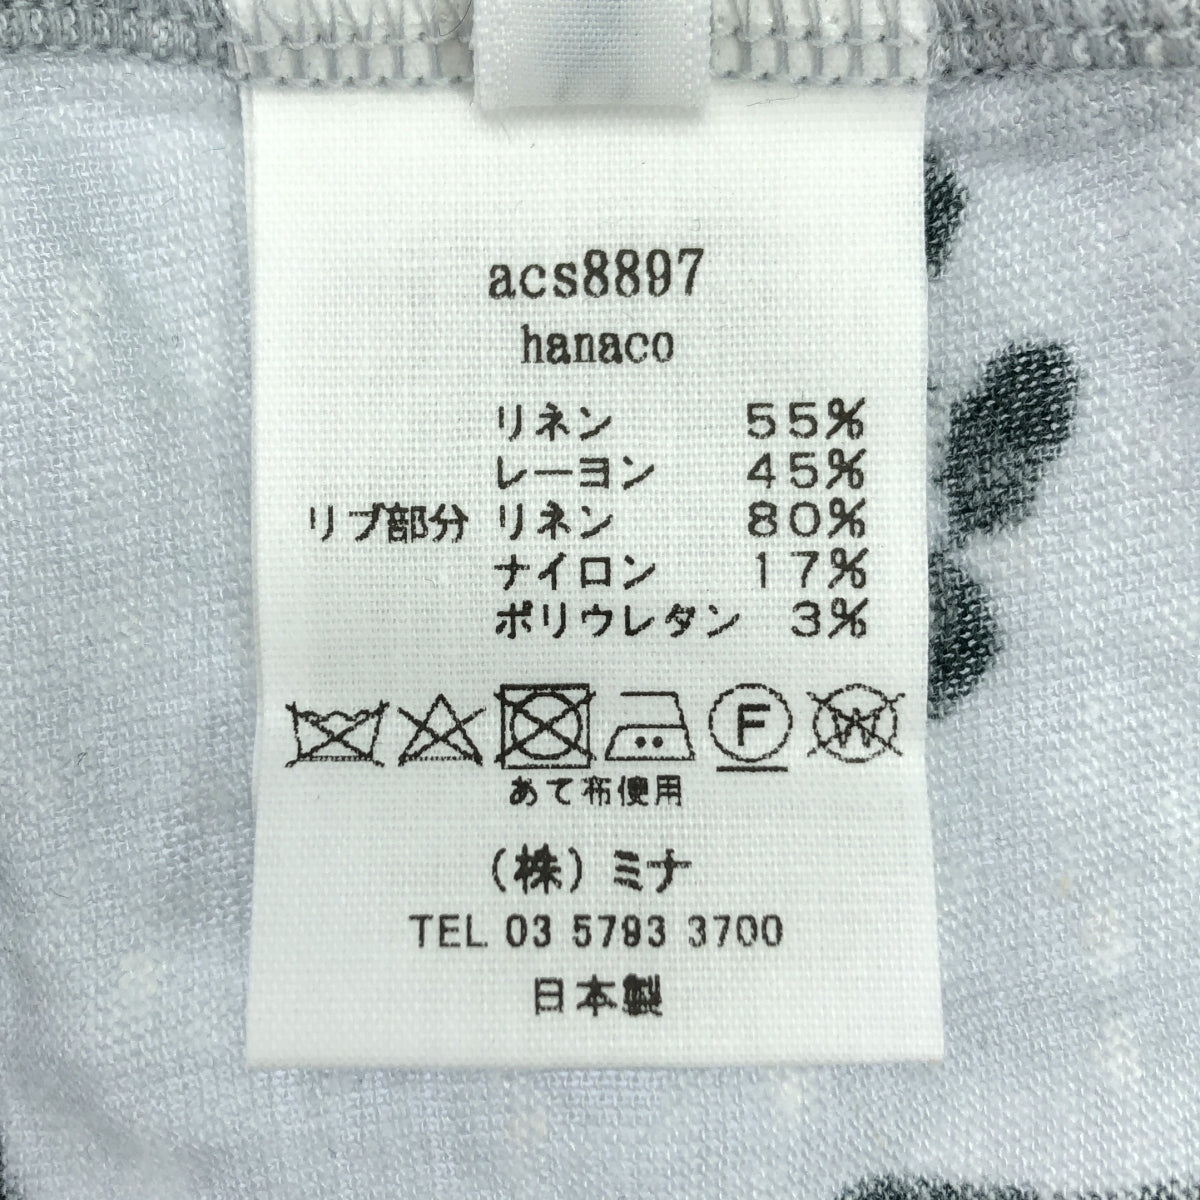 acs8897
hanaco
リネン 55%
レーヨン 45%
リブ部分 リネン 80%
ナイロン 17%
ポリウレタン 3%
F W
あて布使用
(株)ミナ
TEL 03 5793 3700
日本製